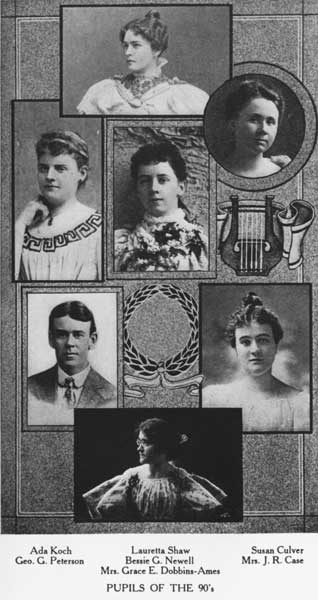 Ada Koch Lauretta Shaw Susan Culver
Geo. G. Peterson Bessie G. Newell Mrs. J. R. Case
Mrs. Grace E. Dobbins-Ames
PUPILS OF THE 90's